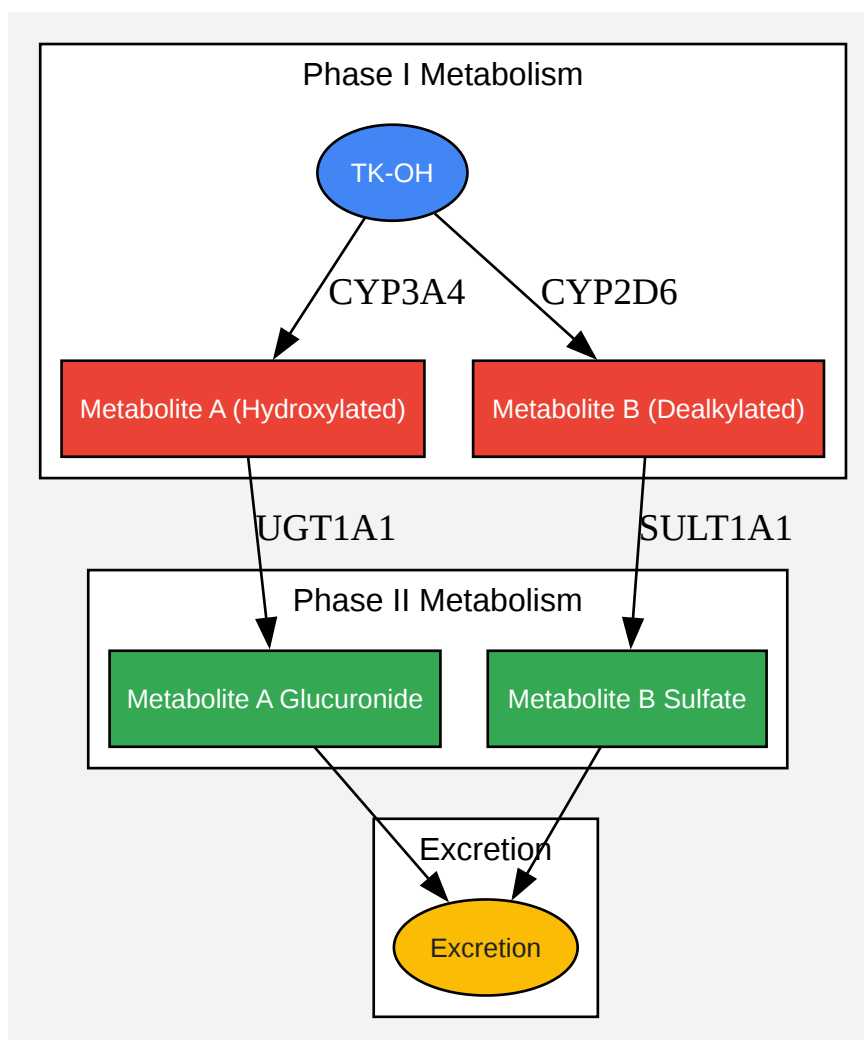 Phase I Metabolism
TK-OH
CYP3A4
CYP2D6
Metabolite A (Hydroxylated)
Metabolite B (Dealkylated)
UGT1A1
SULT1A1
Phase II Metabolism
Metabolite A Glucuronide
Metabolite B Sulfate
Excretion
Excretion